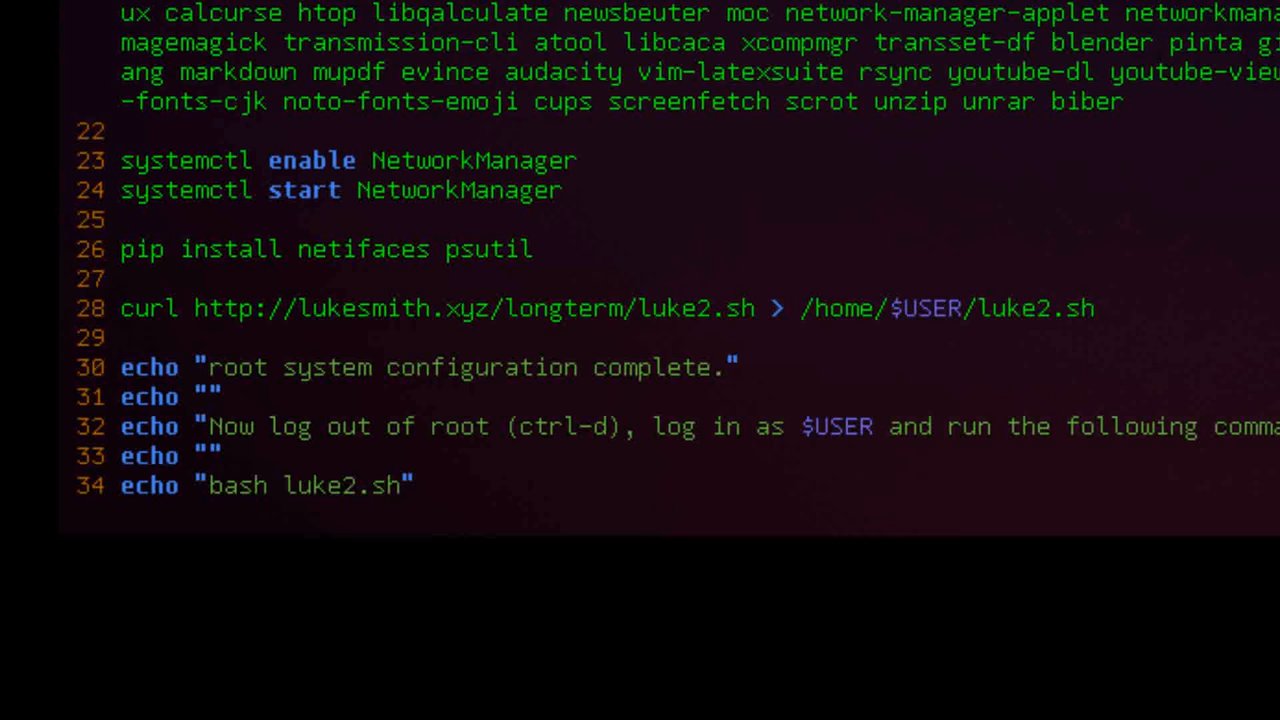 ux calcurse htop libqalculate newsbeuter moc network-manager-applet
magemagick transmission-cli atool libcaca xcompmgr transset-df blender pinta
ang markdown mupdf evince audacity vim-latexsuite rsync youtube-dl
-fonts-cjk noto-fonts-emoji cups screenfetch scrot unzip unrar biber
22
23 systemctl enable NetworkManager
24 systemctl start NetworkManager
25
26 pip install netifaces psutil
27
28 curl http://lukesmith.xyz/longterm/luke2.sh > /home/$USER/luke2.sh
29
30 echo "root system configuration complete."
31 echo ""
32 echo "Now log out of root (ctrl-d), log in as $USER and run the following
33 echo ""
34 echo "bash luke2.sh"